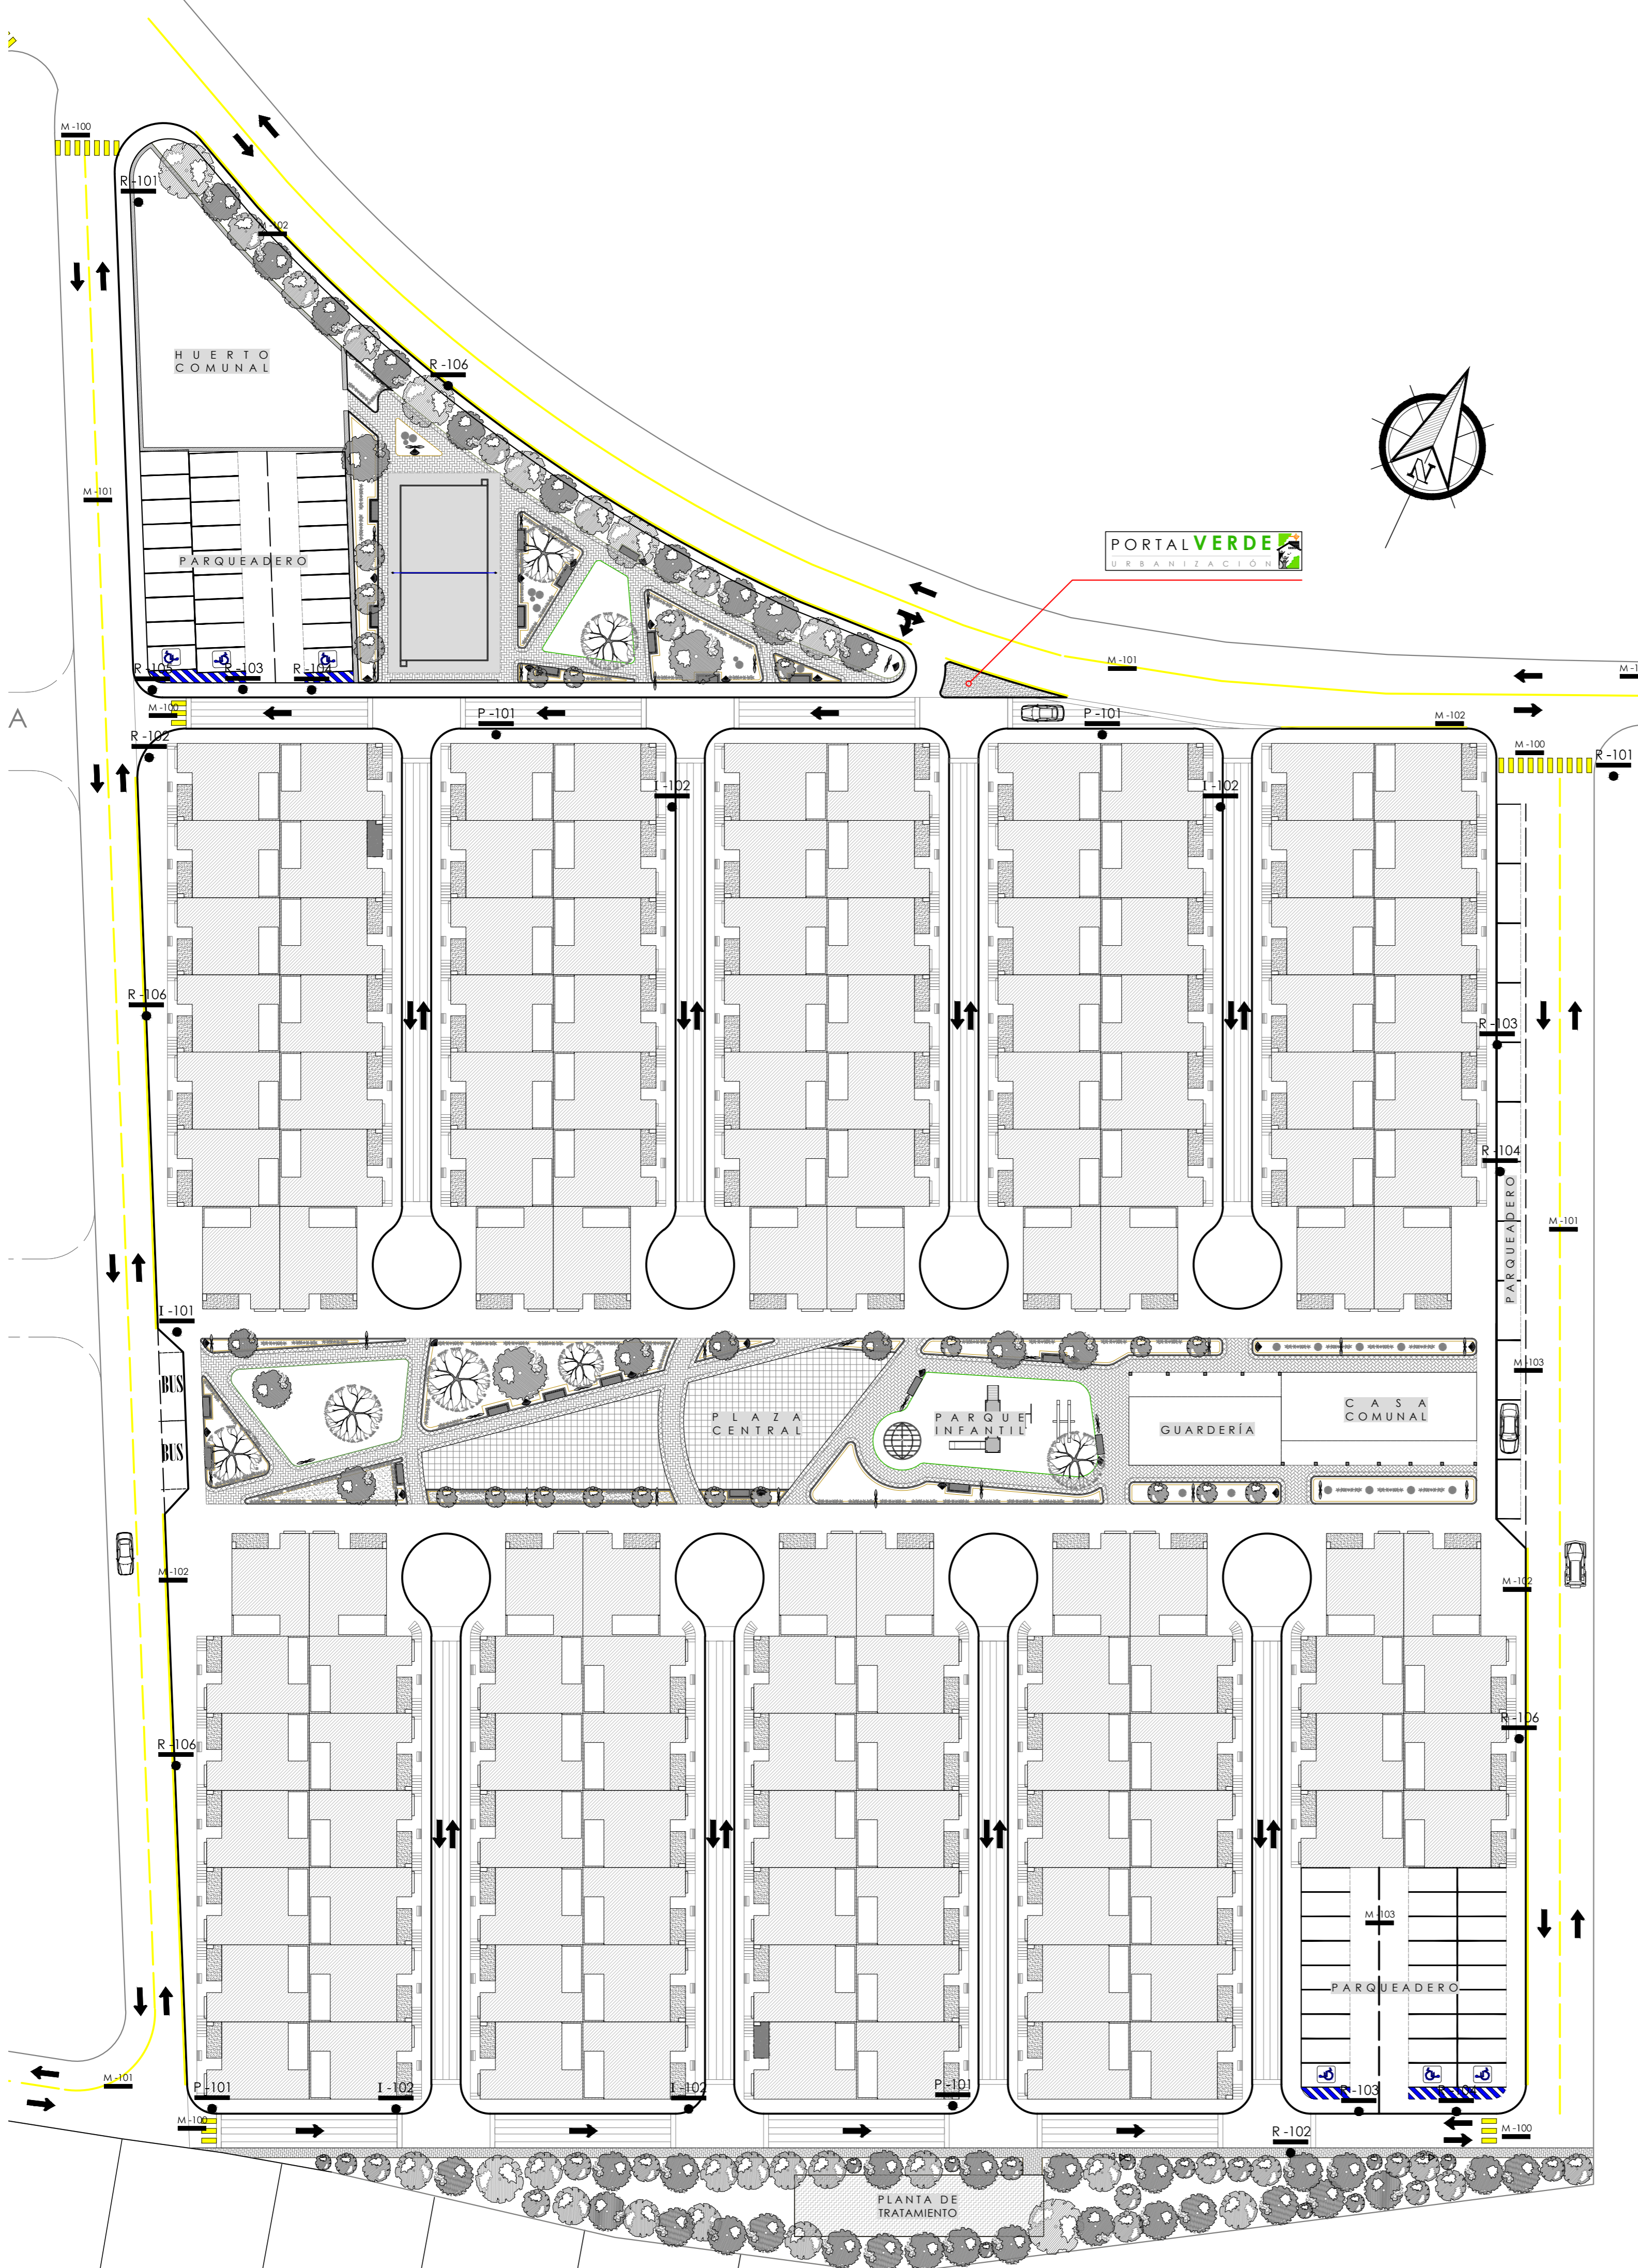 M -100
R -101
M -102
HUERTO
COMUNAL
R -106
M -101
PARQUEADERO
N
PORTAL VERDE
URBANIZACIÓN
R -103
R -104
M -101
M -100
P -101
P -101
M -102
A
R -102
M -100
R -101
I -102
I -102
R -106
R -103
R -104
PARQUEADERO
M -101
I -101
BUS
BUS
M -103
PLAZA
CENTRAL
PARQUE
INFANTIL
GUARDERÍA
CASA
COMUNAL
M -102
M -102
R -106
R -106
M -103
PARQUEADERO
M -101
P -101
I -102
I -102
P -101
R -103
M -100
R -102
M -100
PLANTA DE
TRATAMIENTO